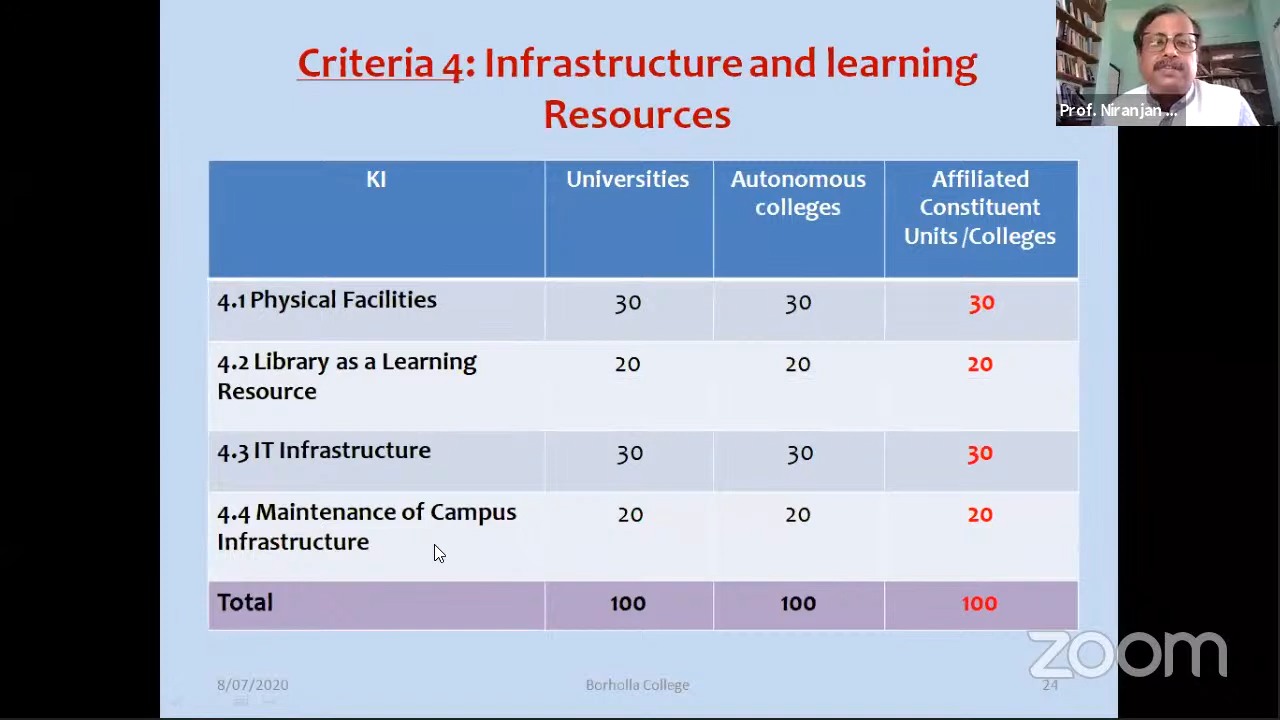 Criteria 4: Infrastructure and learning
Resources
Prof. Niranjan ...
KI
Universities
Autonomous
colleges
Affiliated
Constituent
Units /Colleges
4.1 Physical Facilities
30
30
30
4.2 Library as a Learning
Resource
20
20
20
4.3 IT Infrastructure
30
30
30
4.4 Maintenance of Campus
Infrastructure
20
20
20
Total
100
100
100
zoom
8/07/2020
Borholla College
24